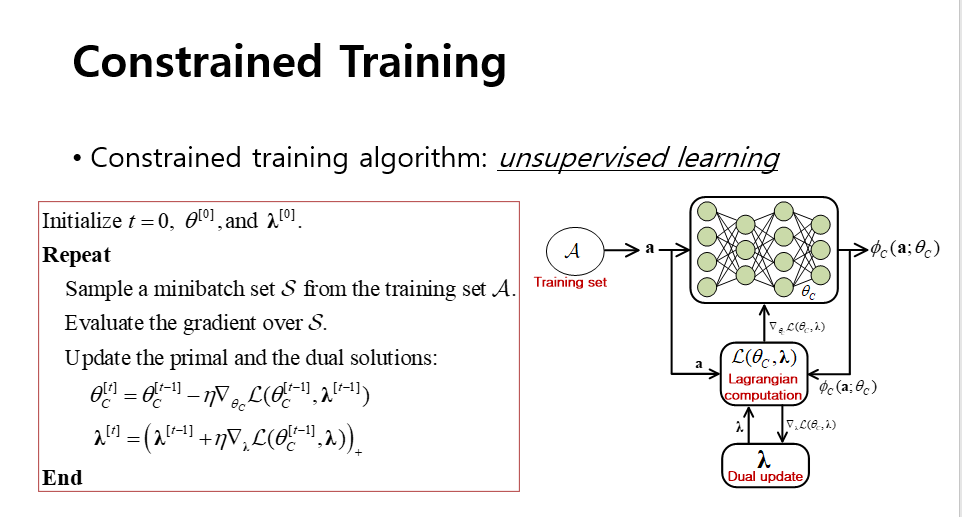 Constrained Training
• Constrained training algorithm: unsupervised learning
Initialize t = 0, θ^[0], and λ^[0].
Repeat
Sample a minibatch set 𝒮 from the training set 𝒜.
Evaluate the gradient over 𝒮.
Update the primal and the dual solutions:
θ_C^[t] = θ_C^[t−1] − η∇_{θ_C} ℒ(θ_C^[t−1], λ^[t−1])
λ^[t] = (λ^[t−1] + η∇_λ ℒ(θ_C^[t−1], λ))_+
End
𝒜
Training set
a
θ_C
ϕ_C(a; θ_C)
∇_θC ℒ(θ_C, λ)
a
ℒ(θ_C, λ)
Lagrangian
computation
ϕ_C(a; θ_C)
λ
∇_λ ℒ(θ_C, λ)
λ
Dual update